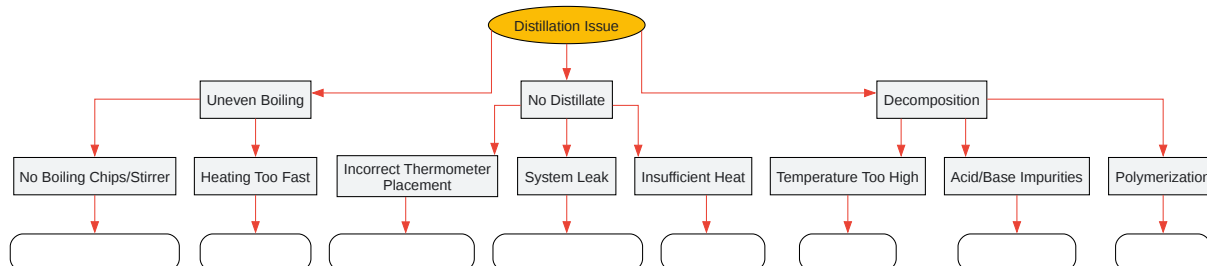 Distillation Issue
Uneven Boiling
No Distillate
Decomposition
No Boiling Chips/Stirrer
Heating Too Fast
Incorrect Thermometer
Placement
System Leak
Insufficient Heat
Temperature Too High
Acid/Base Impurities
Polymerization